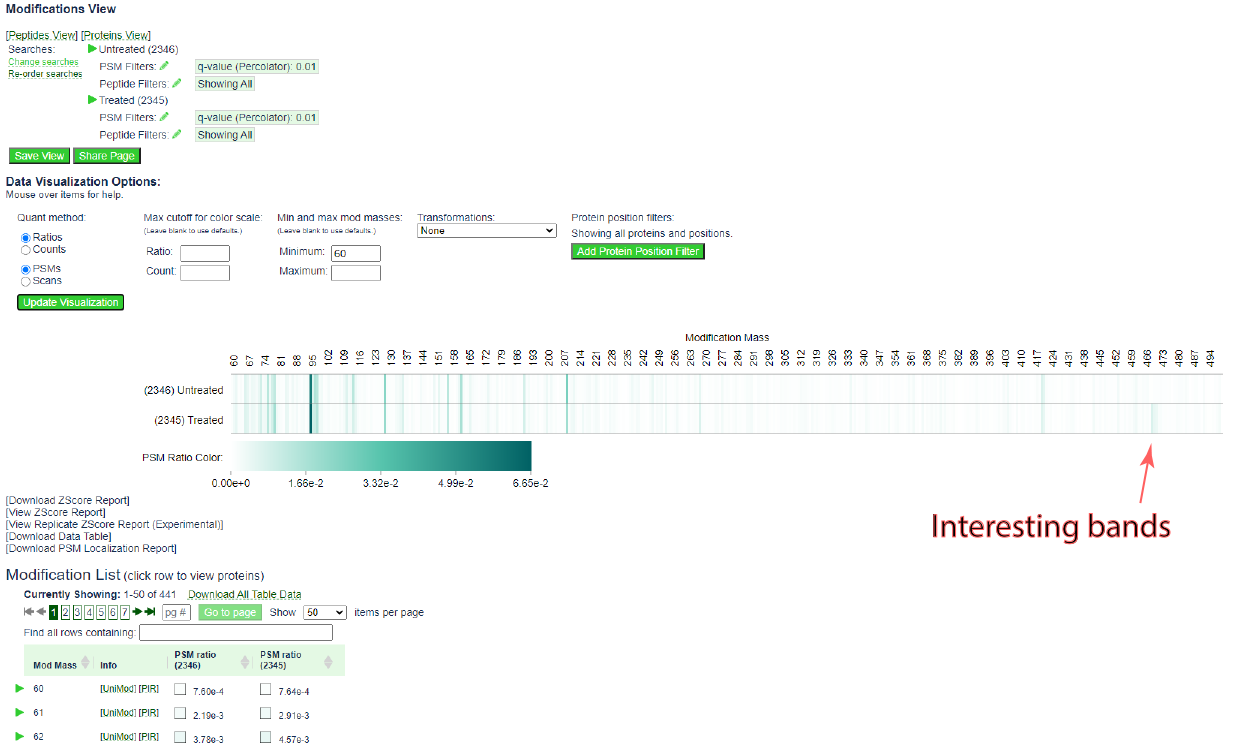 Modifications View
[Peptides View] [Proteins View]
Searches: Untreated (2346)
Change searches PSM Filters: q-value (Percolator): 0.01
Re-order searches Peptide Filters: Showing All
Treated (2345)
PSM Filters: q-value (Percolator): 0.01
Peptide Filters: Showing All
Save View Share Page
Data Visualization Options:
Mouse over items for help.
Quant method: Max cutoff for color scale: Min and max mod masses: Transformations: Protein position filters:
(Leave blank to use defaults.) (Leave blank to use defaults.) None Showing all proteins and positions.
Ratios Ratio: Minimum: 60 Add Protein Position Filter
Counts Count: Maximum:
PSMs
Scans
Update Visualization
Modification Mass
60 67 74 81 88 95 102 109 116 123 130 137 144 151 158 165 172 179 186 193 200 207 214 221 228 235 242 249 256 263 270 277 284 291 298 305 312 319 326 333 340 347 354 361 368 375 382 389 396 403 410 417 424 431 438 445 452 459 466 473 480 487 494
(2346) Untreated
(2345) Treated
PSM Ratio Color:
0.00e+0 1.66e-2 3.32e-2 4.99e-2 6.65e-2
[Download ZScore Report]
[View ZScore Report]
[View Replicate ZScore Report (Experimental)]
[Download Data Table]
[Download PSM Localization Report]
Interesting bands
Modification List (click row to view proteins)
Currently Showing: 1-50 of 441 Download All Table Data
1 2 3 4 5 6 7 pg # Go to page Show 50 items per page
Find all rows containing:
Mod Mass Info PSM ratio (2346) PSM ratio (2345)
60 [UniMod] [PIR] 7.60e-4 7.64e-4
61 [UniMod] [PIR] 2.19e-3 2.91e-3
62 [UniMod] [PIR] 3.78e-3 4.57e-3